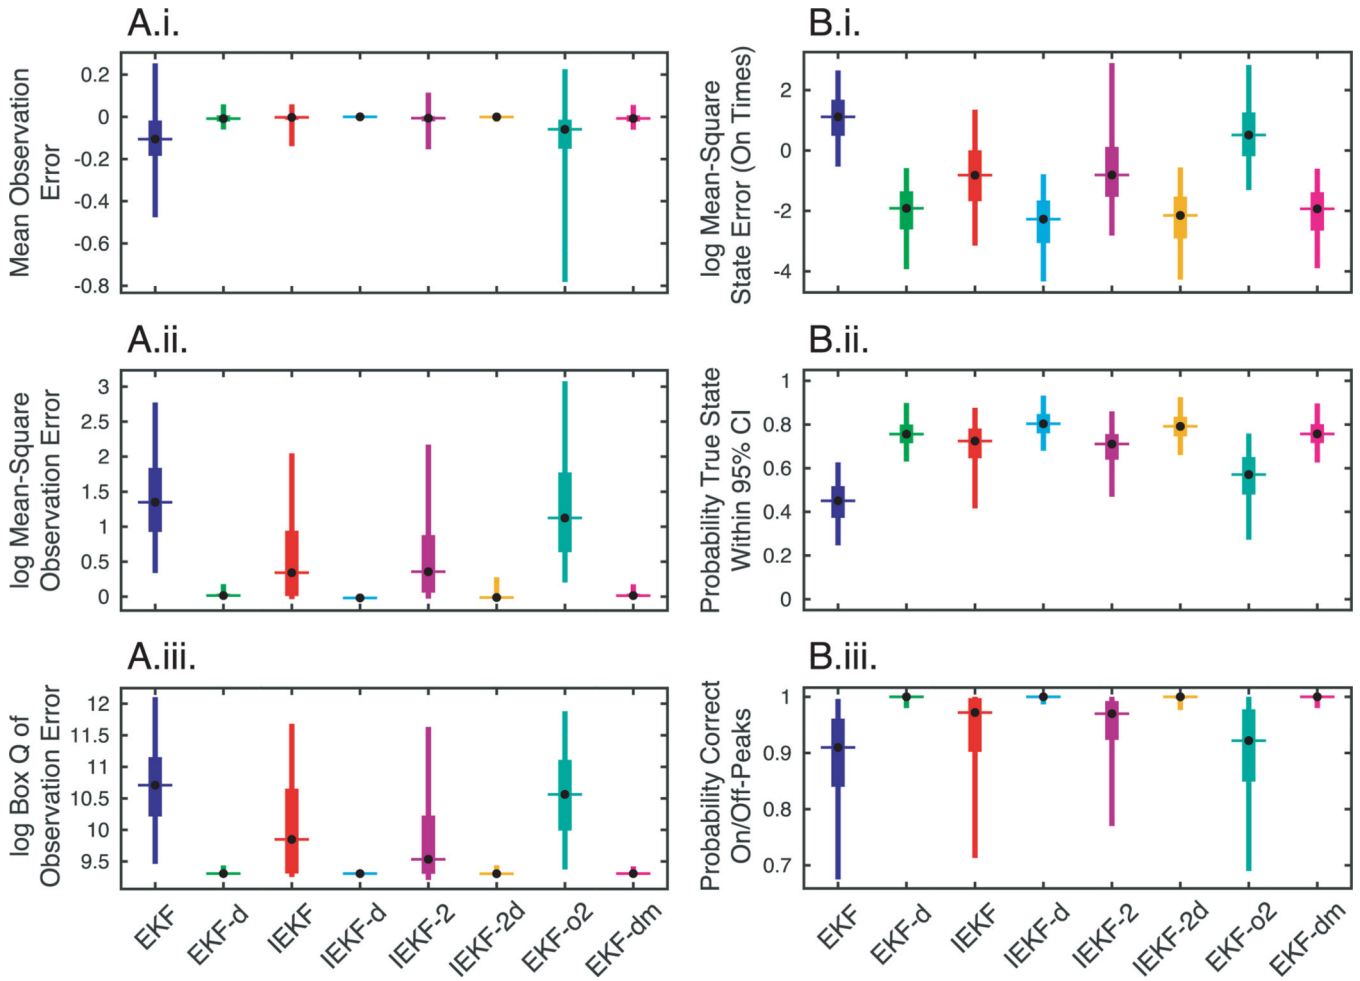 A.i.
Mean Observation
Error
0.2
0
-0.2
-0.4
-0.6
-0.8
B.i.
log Mean-Square
State Error (On Times)
2
0
-2
-4
A.ii.
log Mean-Square
Observation Error
3
2.5
2
1.5
1
0.5
0
B.ii.
Probability True State
Within 95% CI
1
0.8
0.6
0.4
0.2
0
A.iii.
log Box Q of
Observation Error
12
11.5
11
10.5
10
9.5
B.iii.
Probability Correct
On/Off-Peaks
1
0.9
0.8
0.7
EKF
EKF-d
IEKF
IEKF-d
IEKF-2
IEKF-2d
EKF-o2
EKF-dm
EKF
EKF-d
IEKF
IEKF-d
IEKF-2
IEKF-2d
EKF-o2
EKF-dm